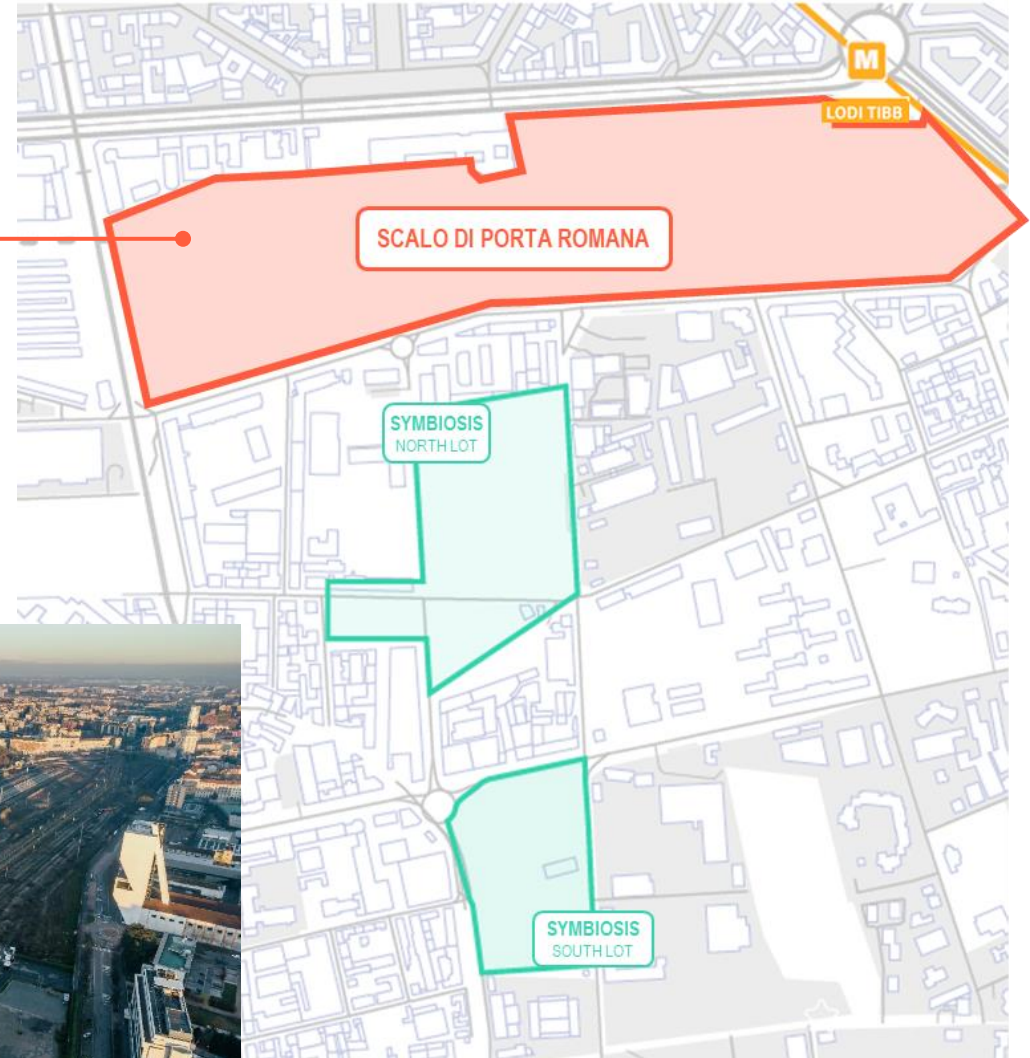 M
LODI TIBB
SCALO DI PORTA ROMANA
SYMBIOSIS
NORTH LOT
SYMBIOSIS
SOUTH LOT